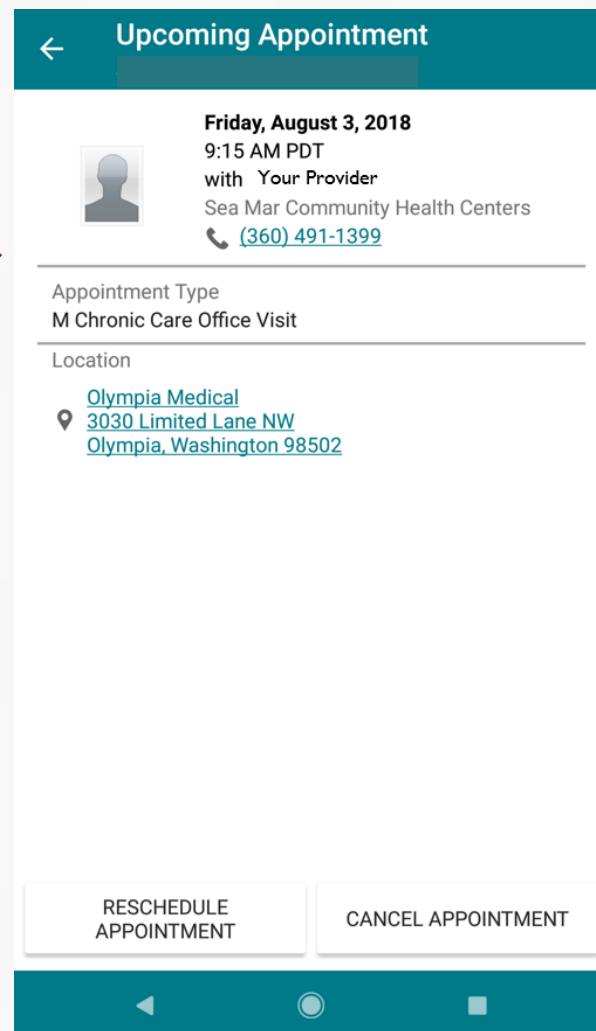 Upcoming Appointment
Friday, August 3, 2018
9:15 AM PDT
with Your Provider
Sea Mar Community Health Centers
(360) 491-1399
Appointment Type
M Chronic Care Office Visit
Location
Olympia Medical
3030 Limited Lane NW
Olympia, Washington 98502
RESCHEDULE
APPOINTMENT
CANCEL APPOINTMENT